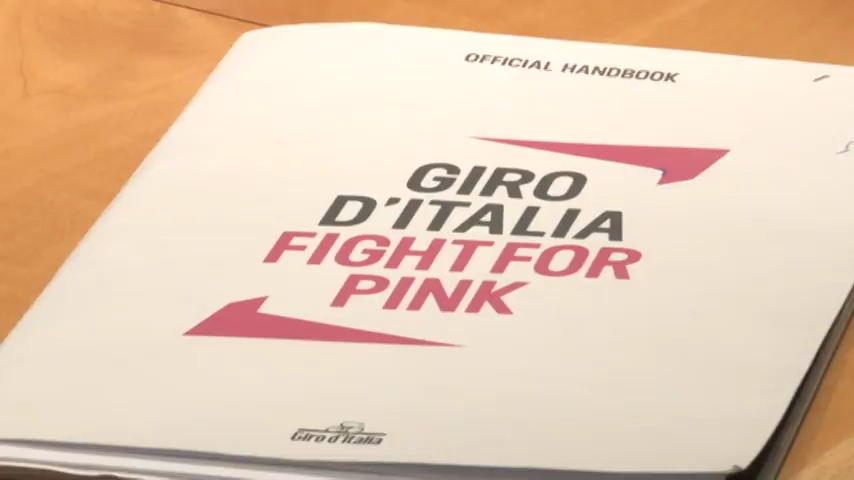 OFFICIAL HANDBOOK
GIRO
D'ITALIA
FIGHT FOR
PINK
Giro d'Italia